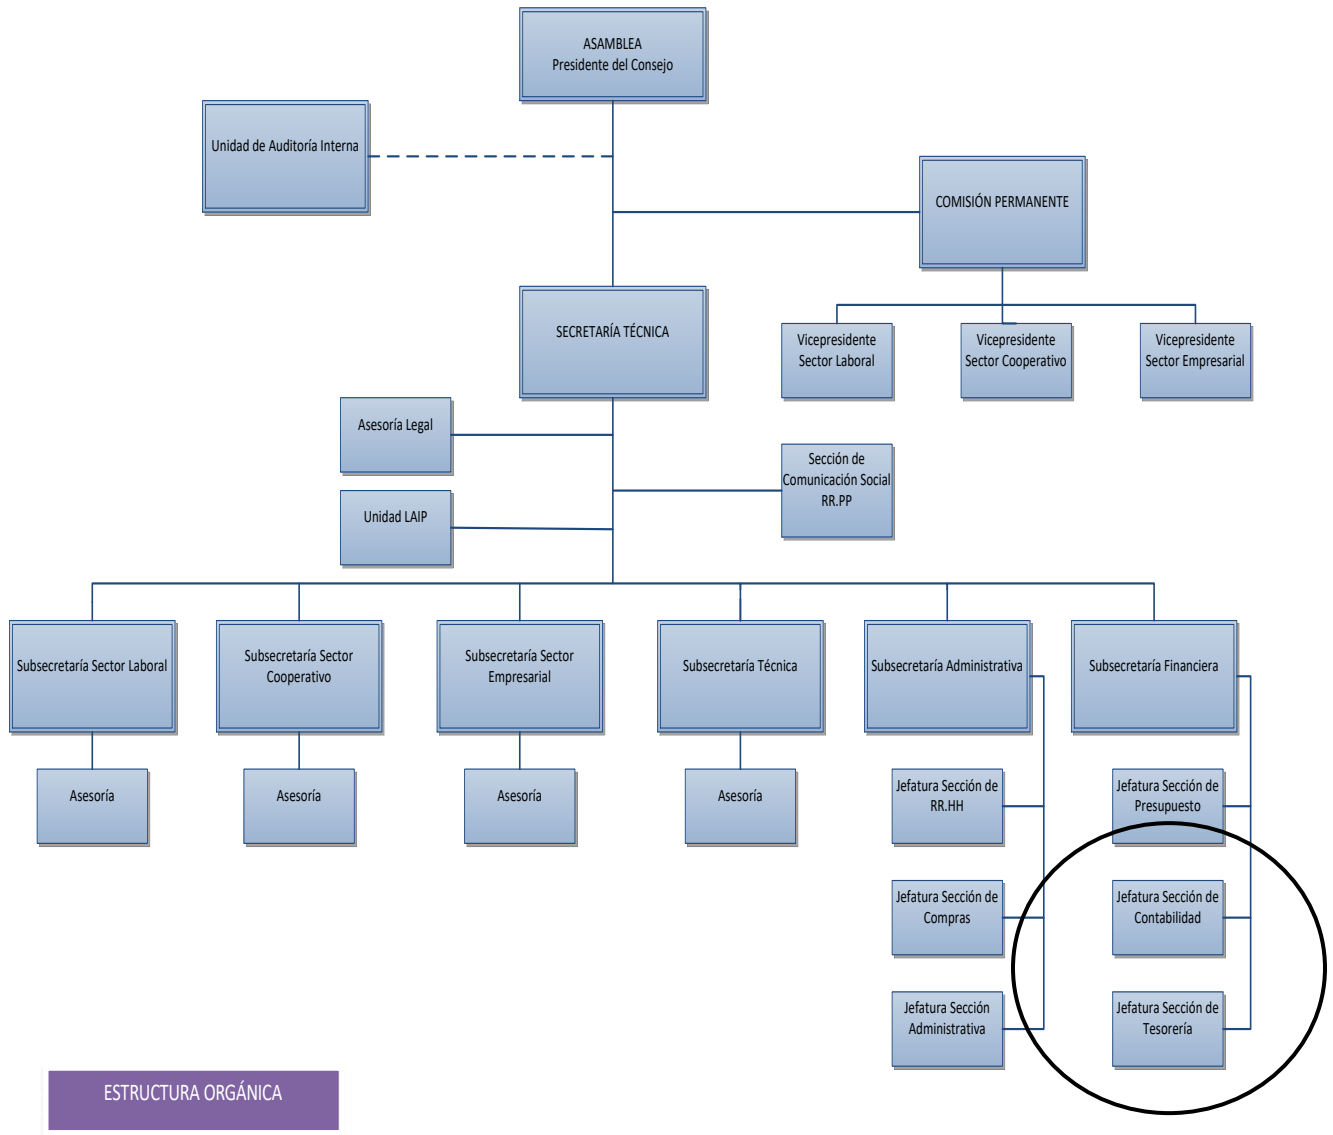 ASAMBLEA
Presidente del Consejo
Unidad de Auditoría Interna
COMISIÓN PERMANENTE
SECRETARÍA TÉCNICA
Vicepresidente
Sector Laboral
Vicepresidente
Sector Cooperativo
Vicepresidente
Sector Empresarial
Asesoría Legal
Sección de
Comunicación Social
RR.PP
Unidad LAIP
Subsecretaría Sector Laboral
Subsecretaría Sector
Cooperativo
Subsecretaría Sector
Empresarial
Subsecretaría Técnica
Subsecretaría Administrativa
Subsecretaría Financiera
Asesoría
Asesoría
Asesoría
Asesoría
Jefatura Sección de
RR.HH
Jefatura Sección de
Presupuesto
Jefatura Sección de
Compras
Jefatura Sección de
Contabilidad
Jefatura Sección
Administrativa
Jefatura Sección de
Tesorería
ESTRUCTURA ORGÁNICA